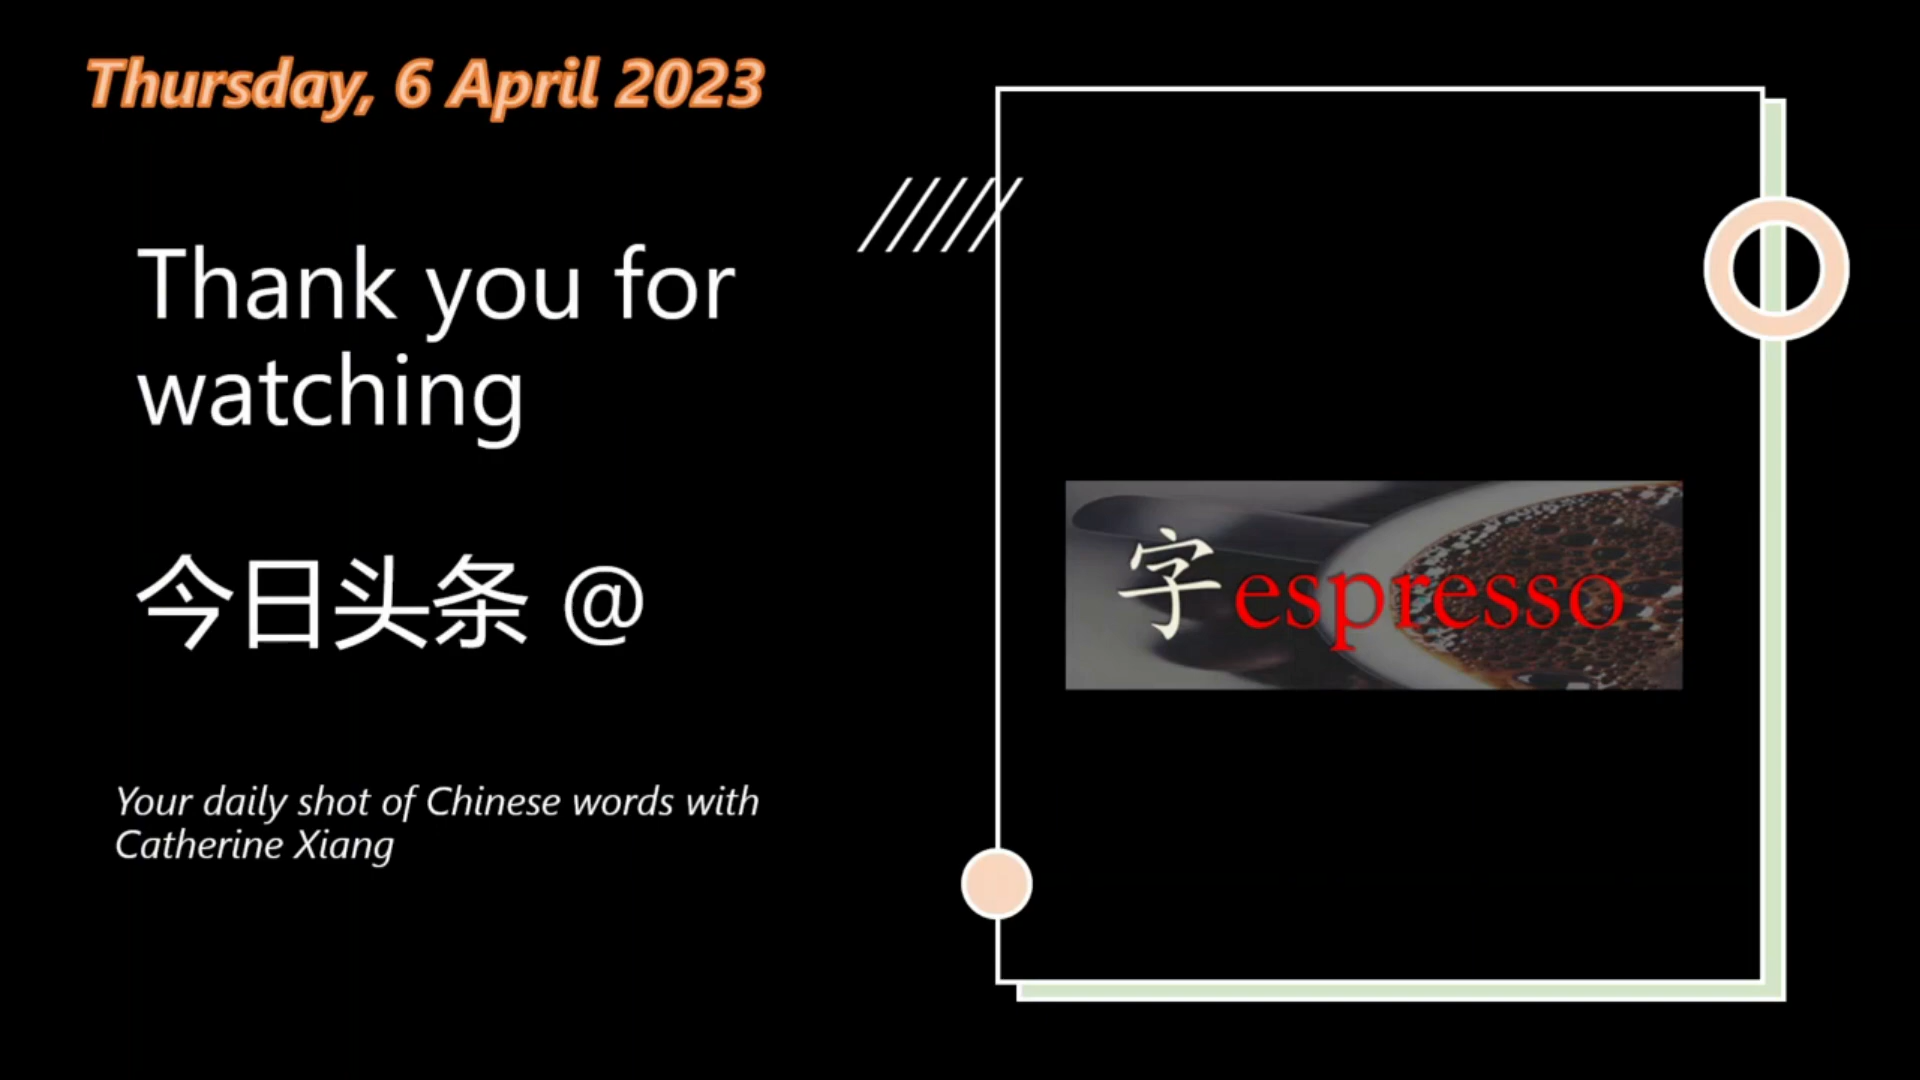 Thursday, 6 April 2023
Thank you for
watching
今日头条 @
字espresso
Your daily shot of Chinese words with
Catherine Xiang